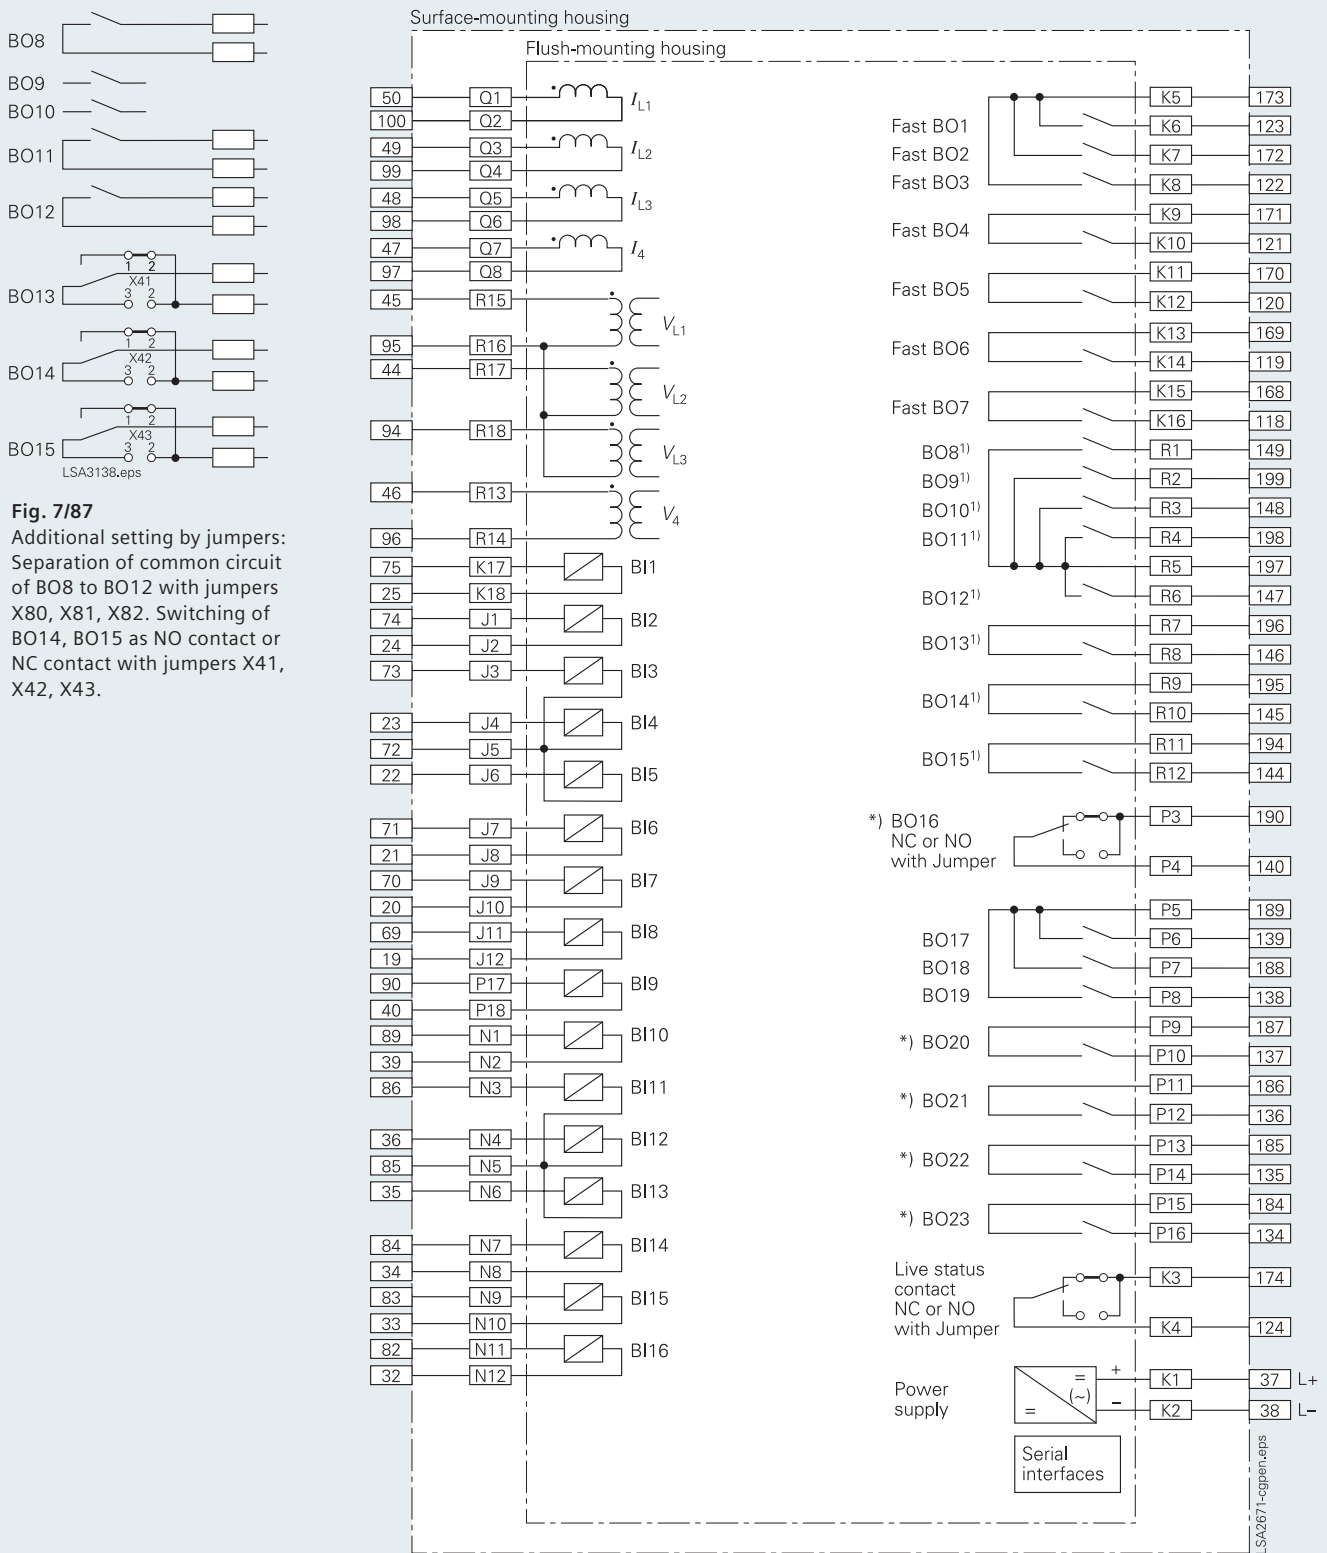 BO8
BO9
BO10
BO11
BO12
1 2
X41
BO13 3 2
1 2
X42
BO14 3 2
1 2
X43
BO15 3 2
LSA3138.eps
Fig. 7/87
Additional setting by jumpers:
Separation of common circuit
of BO8 to BO12 with jumpers
X80, X81, X82. Switching of
BO14, BO15 as NO contact or
NC contact with jumpers X41,
X42, X43.
Surface-mounting housing
Flush-mounting housing
50 Q1 IL1
100 Q2
49 Q3 IL2
99 Q4
48 Q5 IL3
98 Q6
47 Q7 I4
97 Q8
45 R15
VL1
95 R16
44 R17
VL2
94 R18
VL3
46 R13
V4
96 R14
75 K17 BI1
25 K18
74 J1 BI2
24 J2
73 J3 BI3
23 J4 BI4
72 J5
22 J6 BI5
71 J7 BI6
21 J8
70 J9 BI7
20 J10
69 J11 BI8
19 J12
90 P17 BI9
40 P18
89 N1 BI10
39 N2
86 N3 BI11
36 N4 BI12
85 N5
35 N6 BI13
84 N7 BI14
34 N8
83 N9 BI15
33 N10
82 N11 BI16
32 N12
K5 173
Fast BO1 K6 123
Fast BO2 K7 172
Fast BO3 K8 122
K9 171
Fast BO4
K10 121
K11 170
Fast BO5
K12 120
K13 169
Fast BO6
K14 119
K15 168
Fast BO7
K16 118
BO8¹⁾ R1 149
BO9¹⁾ R2 199
BO10¹⁾ R3 148
BO11¹⁾ R4 198
R5 197
BO12¹⁾ R6 147
R7 196
BO13¹⁾
R8 146
R9 195
BO14¹⁾
R10 145
R11 194
BO15¹⁾
R12 144
P3 190
*) BO16
NC or NO
with Jumper
P4 140
P5 189
BO17 P6 139
BO18 P7 188
BO19 P8 138
P9 187
*) BO20
P10 137
P11 186
*) BO21
P12 136
P13 185
*) BO22
P14 135
P15 184
*) BO23
P16 134
Live status
K3 174
contact
NC or NO
with Jumper
K4 124
= + K1 37 L+
Power
(~)
supply
= – K2 38 L–
Serial
interfaces
LSA2671-cgpen.eps